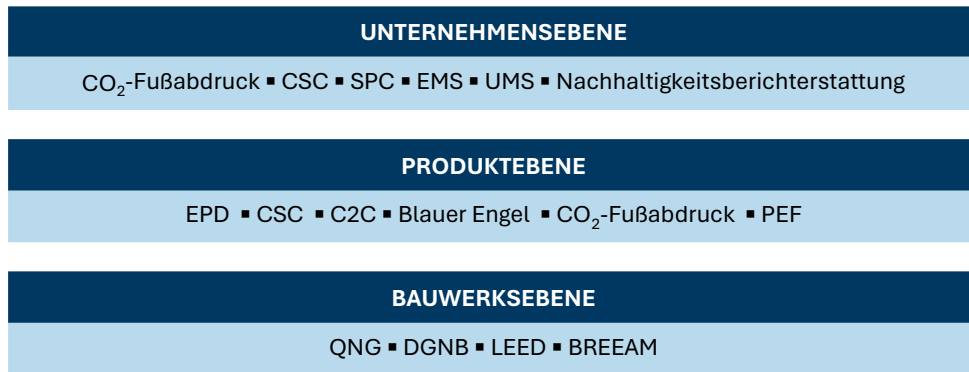 UNTERNEHMENSEBENE
CO₂-Fußabdruck ▪ CSC ▪ SPC ▪ EMS ▪ UMS ▪ Nachhaltigkeitsberichterstattung
PRODUKTEBENE
EPD ▪ CSC ▪ C2C ▪ Blauer Engel ▪ CO₂-Fußabdruck ▪ PEF
BAUWERKSEBENE
QNG ▪ DGNB ▪ LEED ▪ BREEAM